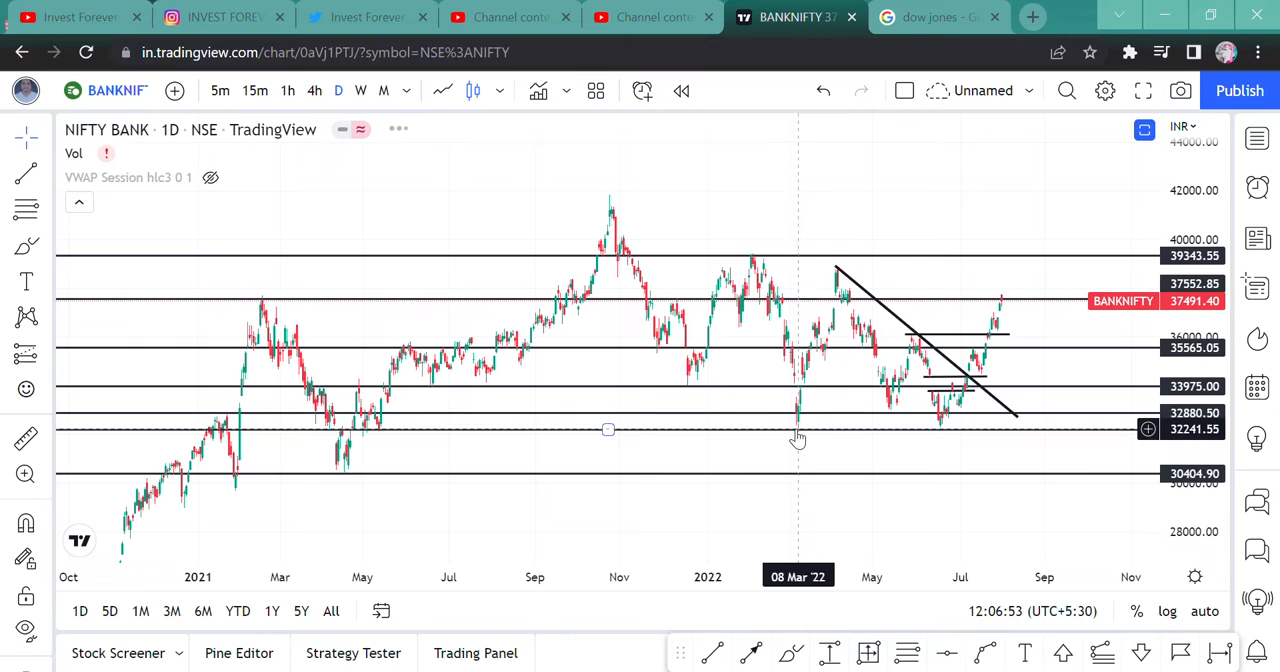 Invest Forever
INVEST FOREV
Invest Forever
Channel conte
Channel conte
BANKNIFTY 37
dow jones - G
in.tradingview.com/chart/0aVj1PTJ/?symbol=NSE%3ANIFTY
BANKNIF
5m 15m 1h 4h D W M
Unnamed
Publish
NIFTY BANK · 1D · NSE · TradingView
INR
Vol
VWAP Session hlc3 0 1
44000.00
42000.00
40000.00
39343.55
37552.85
BANKNIFTY 37491.40
36000.00
35565.05
33975.00
32880.50
32241.55
30404.90
30000.00
28000.00
Oct 2021 Mar May Jul Sep Nov 2022 08 Mar '22 May Jul Sep Nov
1D 5D 1M 3M 6M YTD 1Y 5Y All
12:06:53 (UTC+5:30) % log auto
Stock Screener Pine Editor Strategy Tester Trading Panel